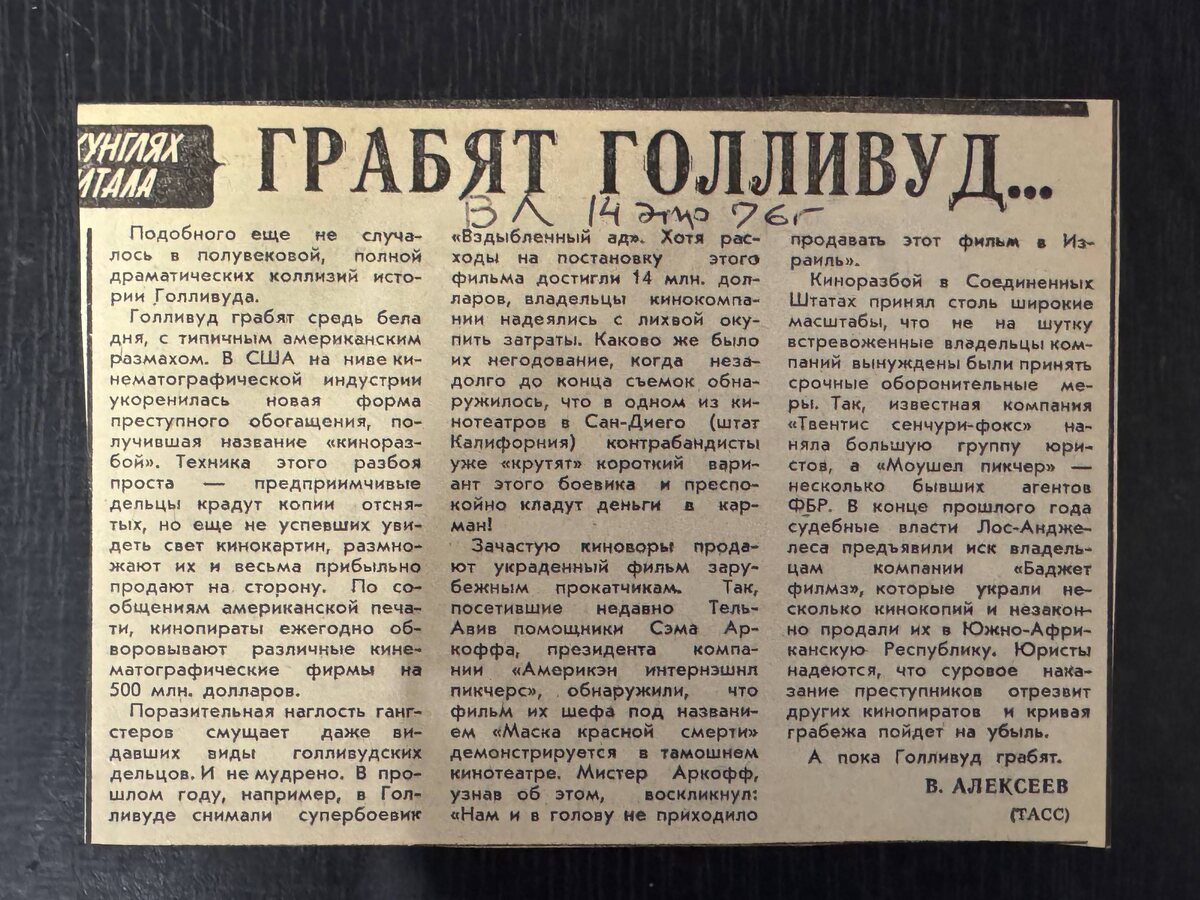 УНГЛЯХ
ИТАЛА
ГРАБЯТ ГОЛЛИВУД...
ВЛ 14 76г
Подобного еще не случа-
лось в полувековой, полной
драматических коллизий исто-
рии Голливуда.
Голливуд грабят средь бела
дня, с типичным американским
размахом. В США на ниве ки-
нематографической индустрии
укоренилась новая форма
преступного обогащения, по-
лучившая название «кинораз-
бой». Техника этого разбоя
проста — предприимчивые
дельцы крадут копии отсня-
тых, но еще не успевших уви-
деть свет кинокартин, размно-
жают их и весьма прибыльно
продают на сторону. По со-
общениям американской печа-
ти, кинопираты ежегодно об-
воровывают различные кине-
матографические фирмы на
500 млн. долларов.
Поразительная наглость ганг-
стеров смущает даже ви-
давших виды голливудских
дельцов. И не мудрено. В про-
шлом году, например, в Гол-
ливуде снимали супербоевик
«Вздыбленный ад». Хотя рас-
ходы на постановку этого
фильма достигли 14 млн. дол-
ларов, владельцы кинокомпа-
нии надеялись с лихвой оку-
пить затраты. Каково же было
их негодование, когда неза-
долго до конца съемок обна-
ружилось, что в одном из ки-
нотеатров в Сан-Диего (штат
Калифорния) контрабандисты
уже «крутят» короткий вари-
ант этого боевика и преспо-
койно кладут деньги в кар-
ман!
Зачастую киноворы прода-
ют украденный фильм зару-
бежным прокатчикам. Так,
посетившие недавно Тель-
Авив помощники Сэма Ар-
коффа, президента компа-
нии «Америкэн интернэшнл
пикчерс», обнаружили, что
фильм их шефа под названи-
ем «Маска красной смерти»
демонстрируется в тамошнем
кинотеатре. Мистер Аркофф,
узнав об этом, воскликнул:
«Нам и в голову не приходило
продавать этот фильм в Из-
раиль».
Киноразбой в Соединенных
Штатах принял столь широкие
масштабы, что не на шутку
встревоженные владельцы ком-
паний вынуждены были принять
срочные оборонительные ме-
ры. Так, известная компания
«Твентис сенчури-фокс» на-
няла большую группу юри-
стов, а «Моушел пикчер» —
несколько бывших агентов
ФБР. В конце прошлого года
судебные власти Лос-Андже-
леса предъявили иск владель-
цам компании «Баджет
филмз», которые украли не-
сколько кинокопий и незакон-
но продали их в Южно-Афри-
канскую Республику. Юристы
надеются, что суровое нака-
зание преступников отрезвит
других кинопиратов и кривая
грабежа пойдет на убыль.
А пока Голливуд грабят.
В. АЛЕКСЕЕВ
(ТАСС)